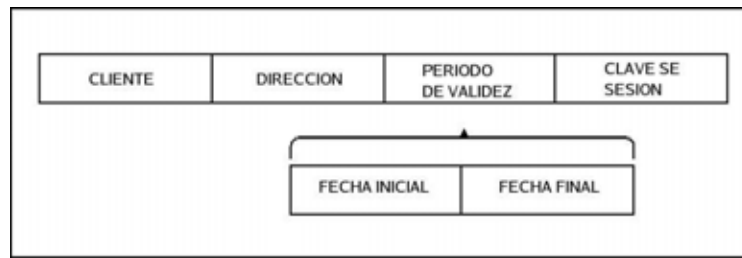 CLIENTE
DIRECCION
PERIODO
DE VALIDEZ
CLAVE SE
SESION
FECHA INICIAL
FECHA FINAL